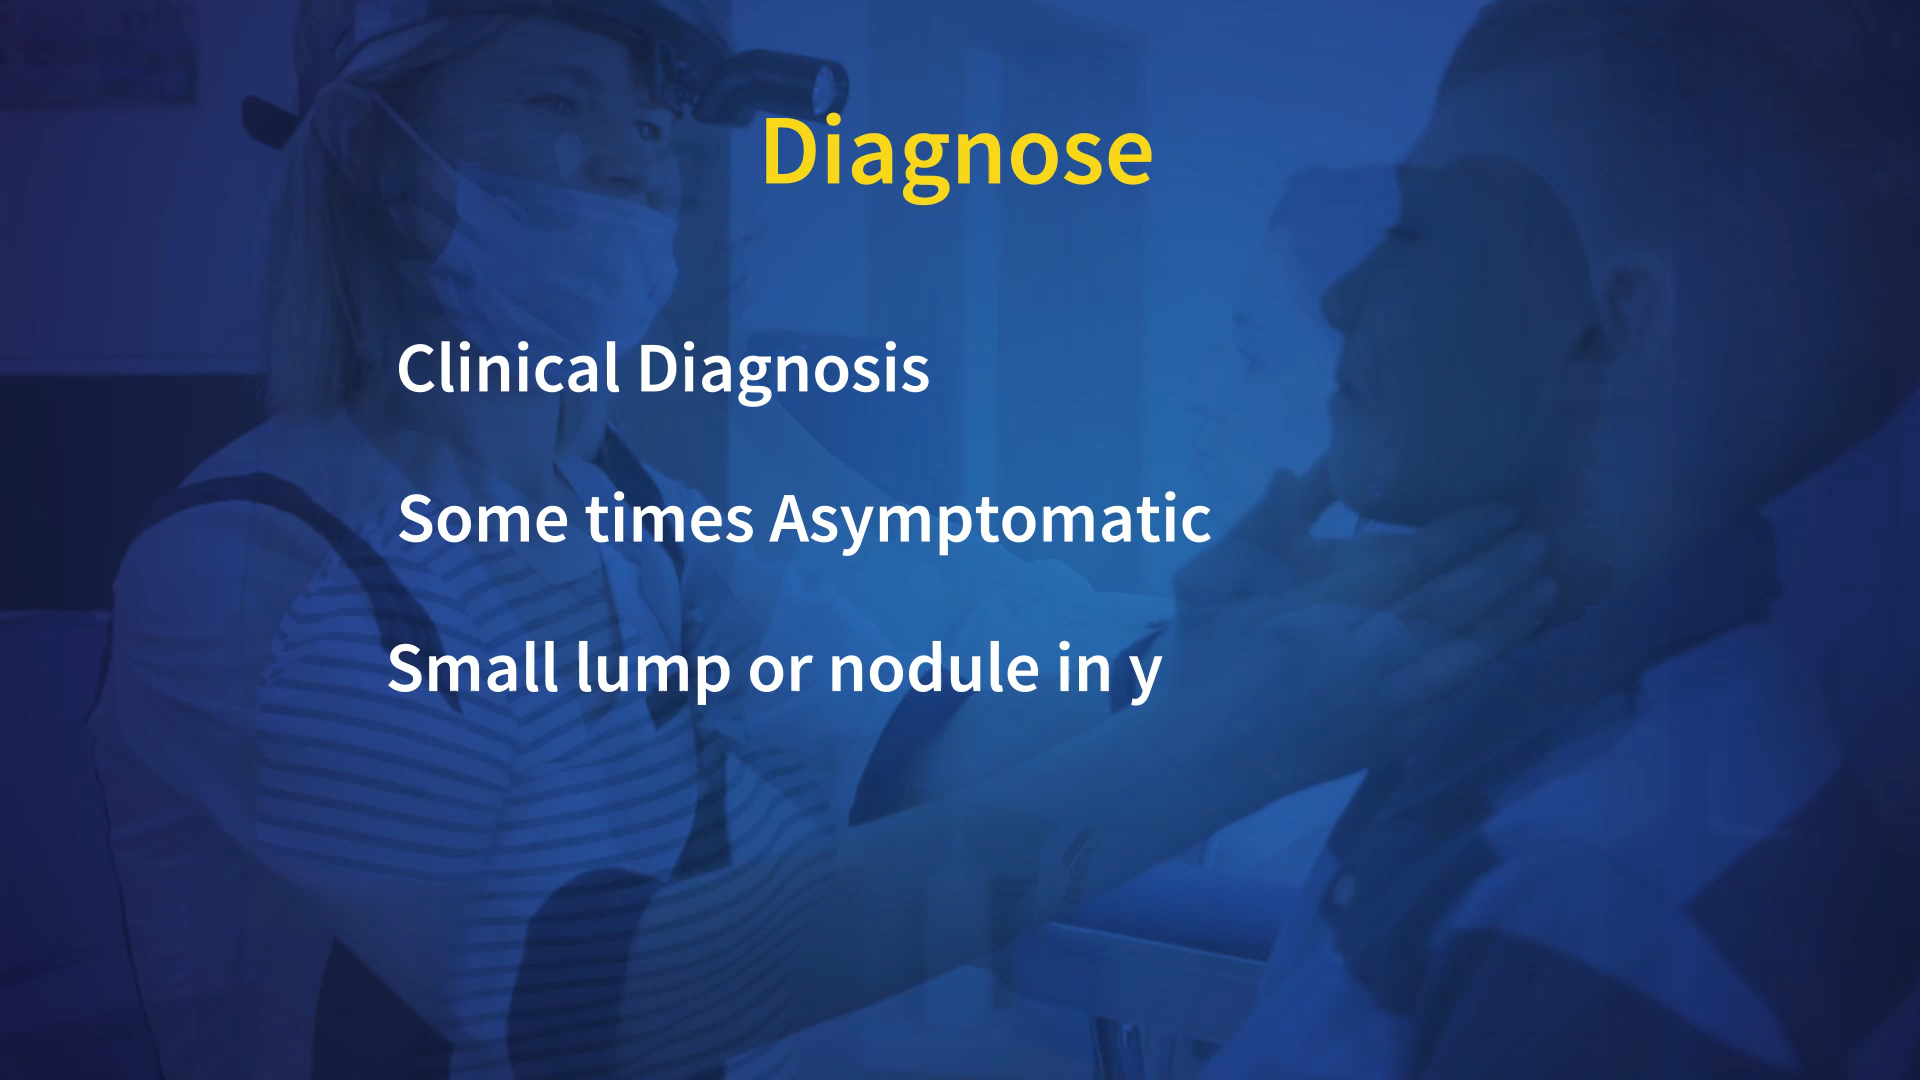 Diagnose
Clinical Diagnosis
Some times Asymptomatic
Small lump or nodule in y